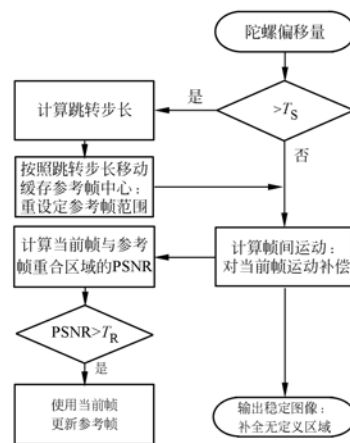 陀螺偏移量
>TS
是
否
计算跳转步长
按照跳转步长移动
缓存参考帧中心：
重设定参考帧范围
计算当前帧与参考
帧重合区域的PSNR
计算帧间运动：
对当前帧运动补偿
PSNR>TR
是
使用当前帧
更新参考帧
输出稳定图像：
补全无定义区域